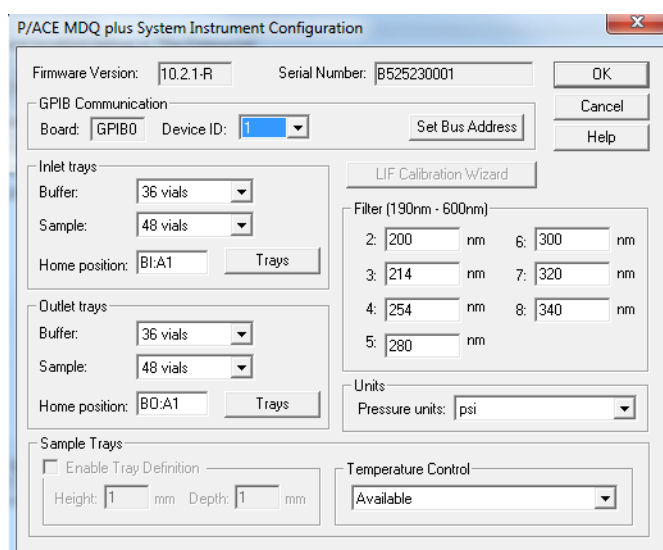 P/ACE MDQ plus System Instrument Configuration
Firmware Version: 10.2.1-R Serial Number: B525230001
OK
Cancel
Help
GPIB Communication
Board: GPIB0 Device ID: 1 Set Bus Address
Inlet trays
Buffer: 36 vials
Sample: 48 vials
Home position: BI:A1 Trays
LIF Calibration Wizard
Filter (190nm - 600nm)
2: 200 nm 6: 300 nm
3: 214 nm 7: 320 nm
4: 254 nm 8: 340 nm
5: 280 nm
Outlet trays
Buffer: 36 vials
Sample: 48 vials
Home position: BO:A1 Trays
Units
Pressure units: psi
Sample Trays
Enable Tray Definition
Height: 1 mm Depth: 1 mm
Temperature Control
Available